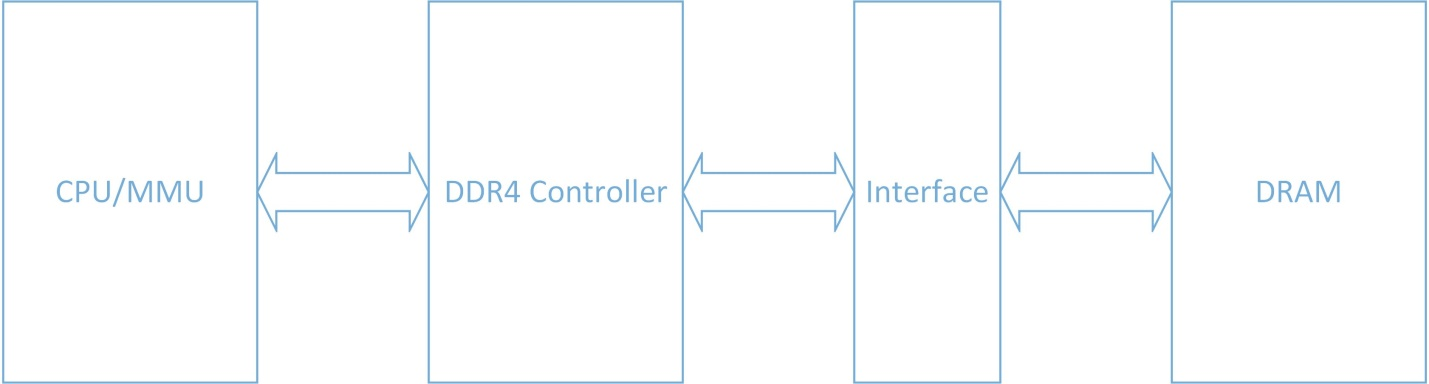 CPU/MMU
DDR4 Controller
Interface
DRAM